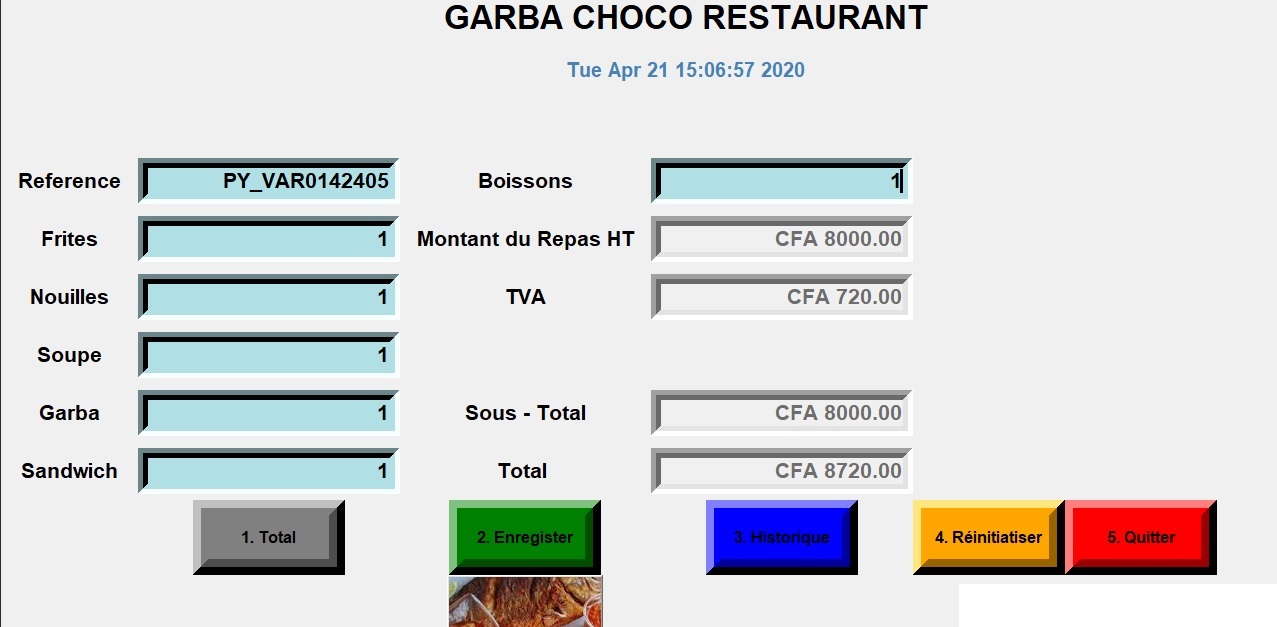 GARBA CHOCO RESTAURANT
Tue Apr 21 15:06:57 2020
Reference PY_VAR0142405 Boissons 1
Frites 1 Montant du Repas HT CFA 8000.00
Nouilles 1 TVA CFA 720.00
Soupe 1
Garba 1 Sous - Total CFA 8000.00
Sandwich 1 Total CFA 8720.00
1. Total 2. Enregister 3. Historique 4. Réinitiatiser 5. Quitter